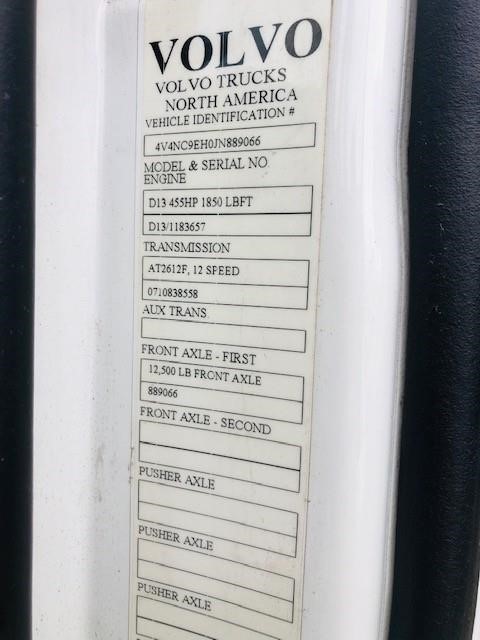 VOLVO
VOLVO TRUCKS
NORTH AMERICA
VEHICLE IDENTIFICATION #
4V4NC9EH0JN889066
MODEL & SERIAL NO.
ENGINE
D13 455HP 1850 LBFT
D13/1183657
TRANSMISSION
AT2612F, 12 SPEED
0710838558
AUX TRANS
FRONT AXLE - FIRST
12,500 LB FRONT AXLE
889066
FRONT AXLE - SECOND
PUSHER AXLE
PUSHER AXLE
PUSHER AXLE